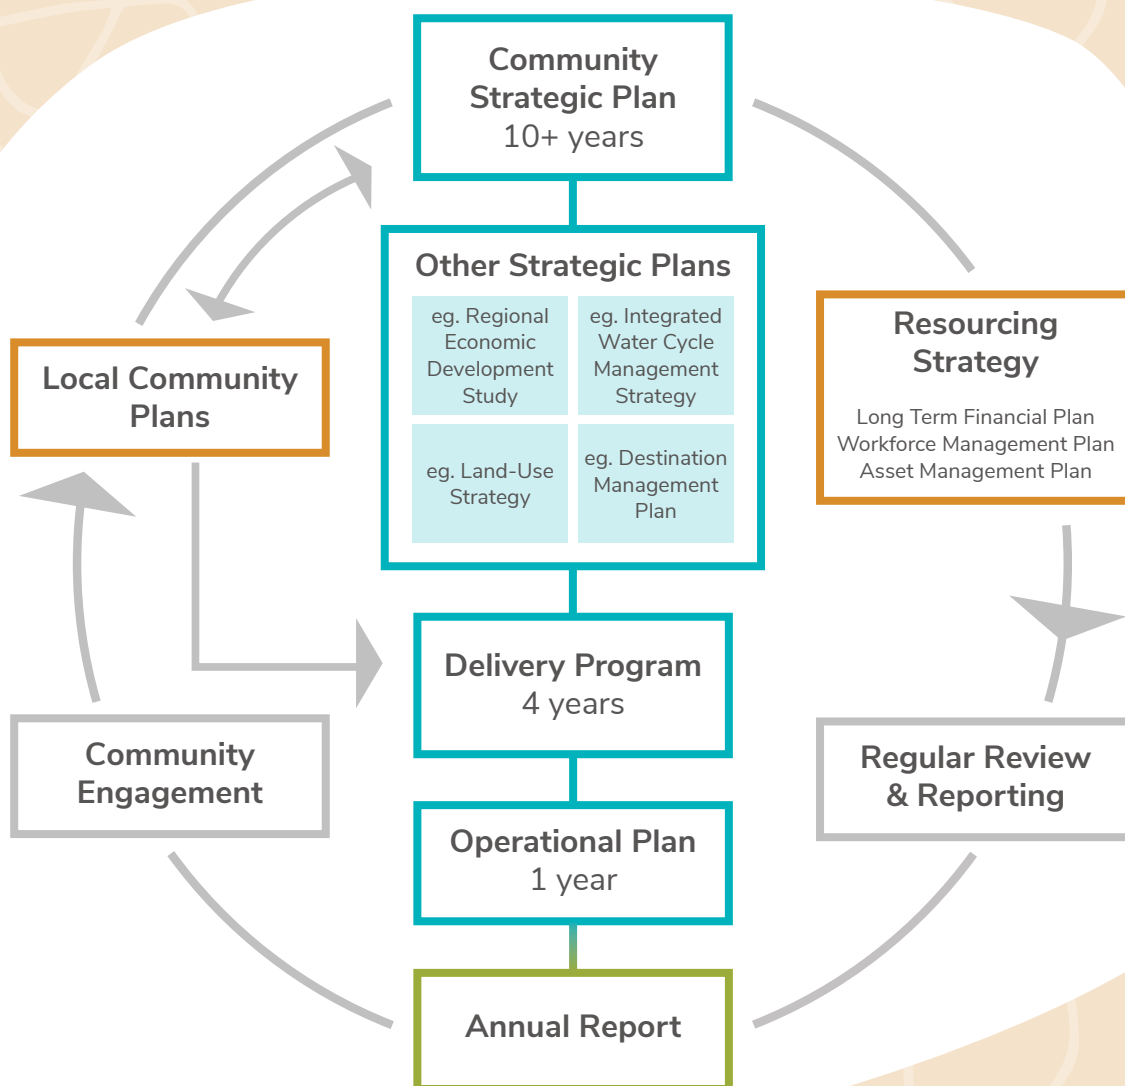 Community
Strategic Plan
10+ years
Other Strategic Plans
eg. Regional
Economic
Development
Study
eg. Integrated
Water Cycle
Management
Strategy
eg. Land-Use
Strategy
eg. Destination
Management
Plan
Local Community
Plans
Resourcing
Strategy
Long Term Financial Plan
Workforce Management Plan
Asset Management Plan
Delivery Program
4 years
Community
Engagement
Regular Review
& Reporting
Operational Plan
1 year
Annual Report